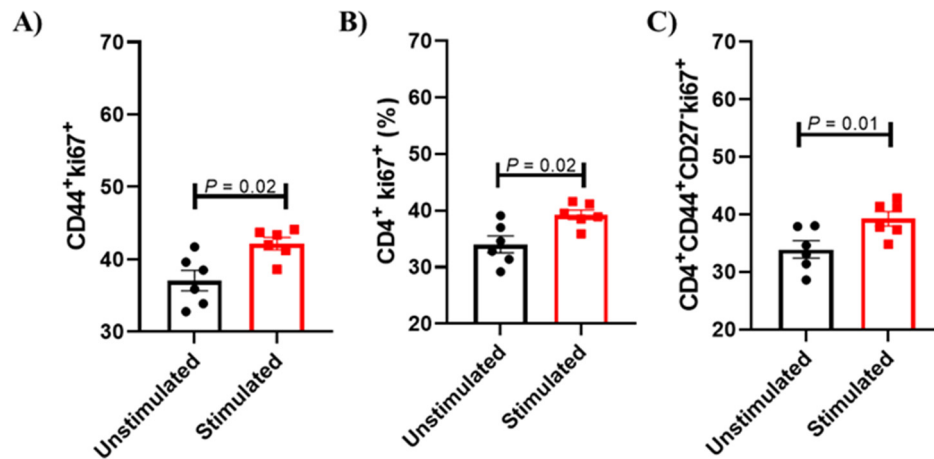 A)
CD44⁺ki67⁺
70
60
50
40
30
P = 0.02
Unstimulated
Stimulated
B)
CD4⁺ ki67⁺ (%)
70
60
50
40
30
20
P = 0.02
Unstimulated
Stimulated
C)
CD4⁺CD44⁺CD27⁻ki67⁺
70
60
50
40
30
20
P = 0.01
Unstimulated
Stimulated